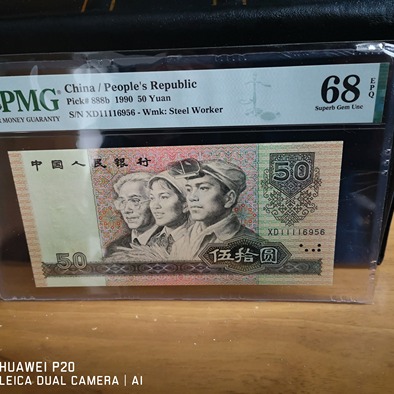 PMG
MONEY GUARANTY
China / People's Republic
Pick# 888b 1990 50 Yuan
S/N XD11116956 - Wmk: Steel Worker
68 EPQ
Superb Gem Unc
中国人民银行
50
XD11116956
50
伍拾圆
HUAWEI P20
LEICA DUAL CAMERA | AI